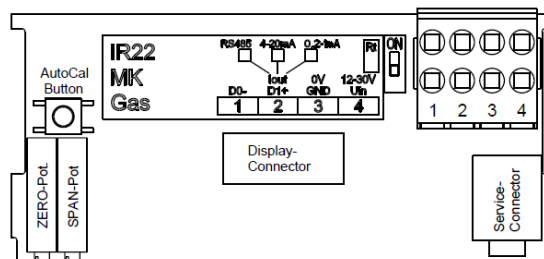 RS485 4-20mA 0,2-1mA Rt ON
IR22
MK
Gas
Iout 0V 12-30V
D0- D1+ GND Uin
1 2 3 4
1 2 3 4
AutoCal
Button
Display-
Connector
ZERO-Pot.
SPAN-Pot
Service-
Connector